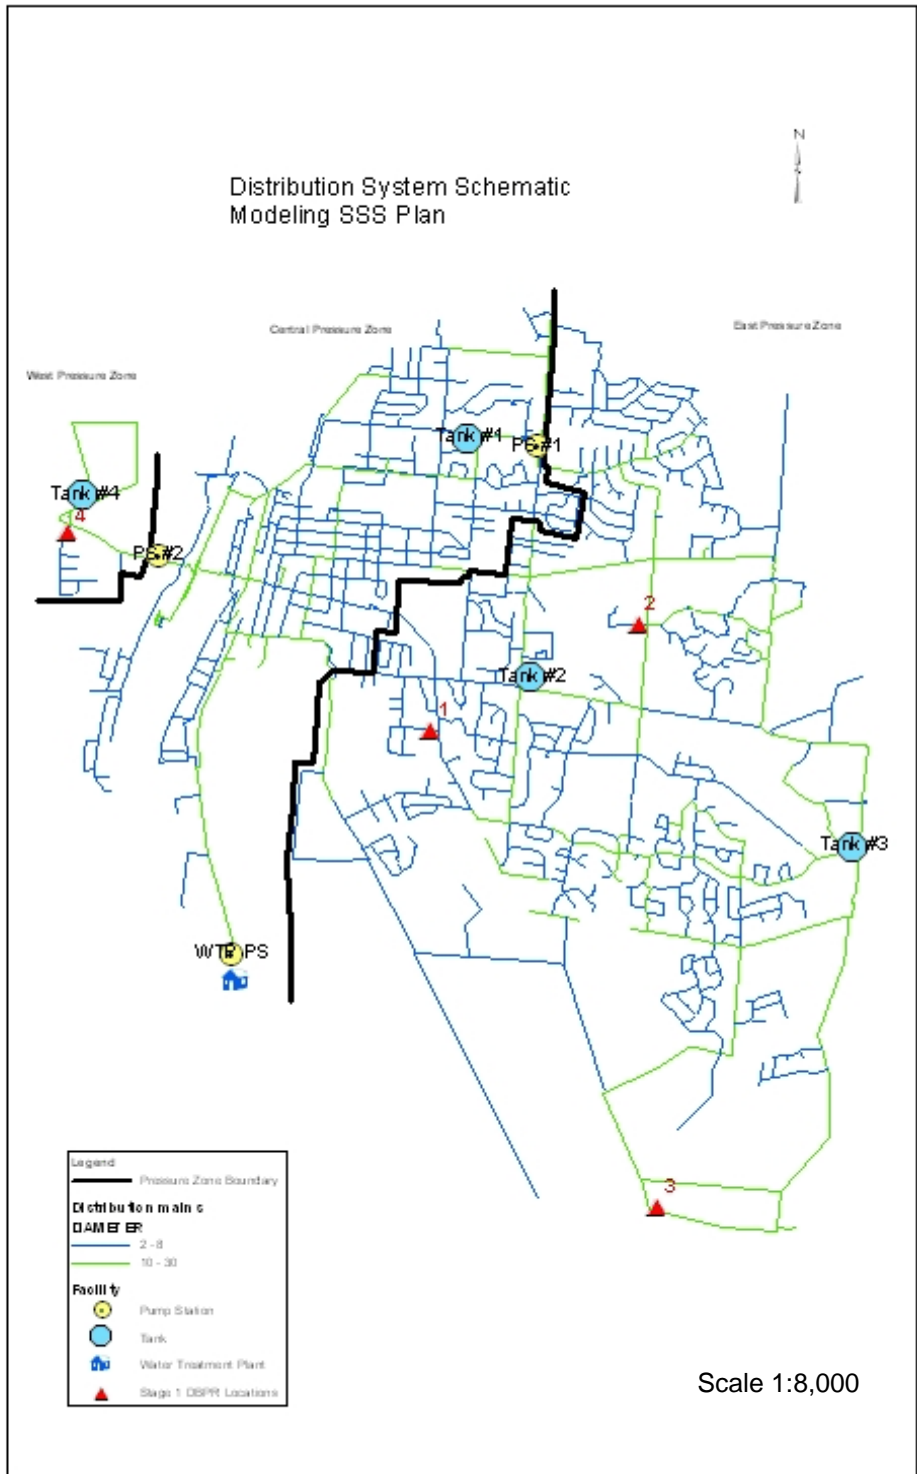 N
Distribution System Schematic
Modeling SSS Plan
Central Pressure Zone
East Pressure Zone
West Pressure Zone
Tank #1
PS #1
Tank #4
4
PS #2
2
Tank #2
1
Tank #3
WTP PS
3
Legend
Pressure Zone Boundary
Distribution mains
DIAMETER
2 - 8
10 - 30
Facility
Pump Station
Tank
Water Treatment Plant
Stage 1 DBPR Locations
Scale 1:8,000